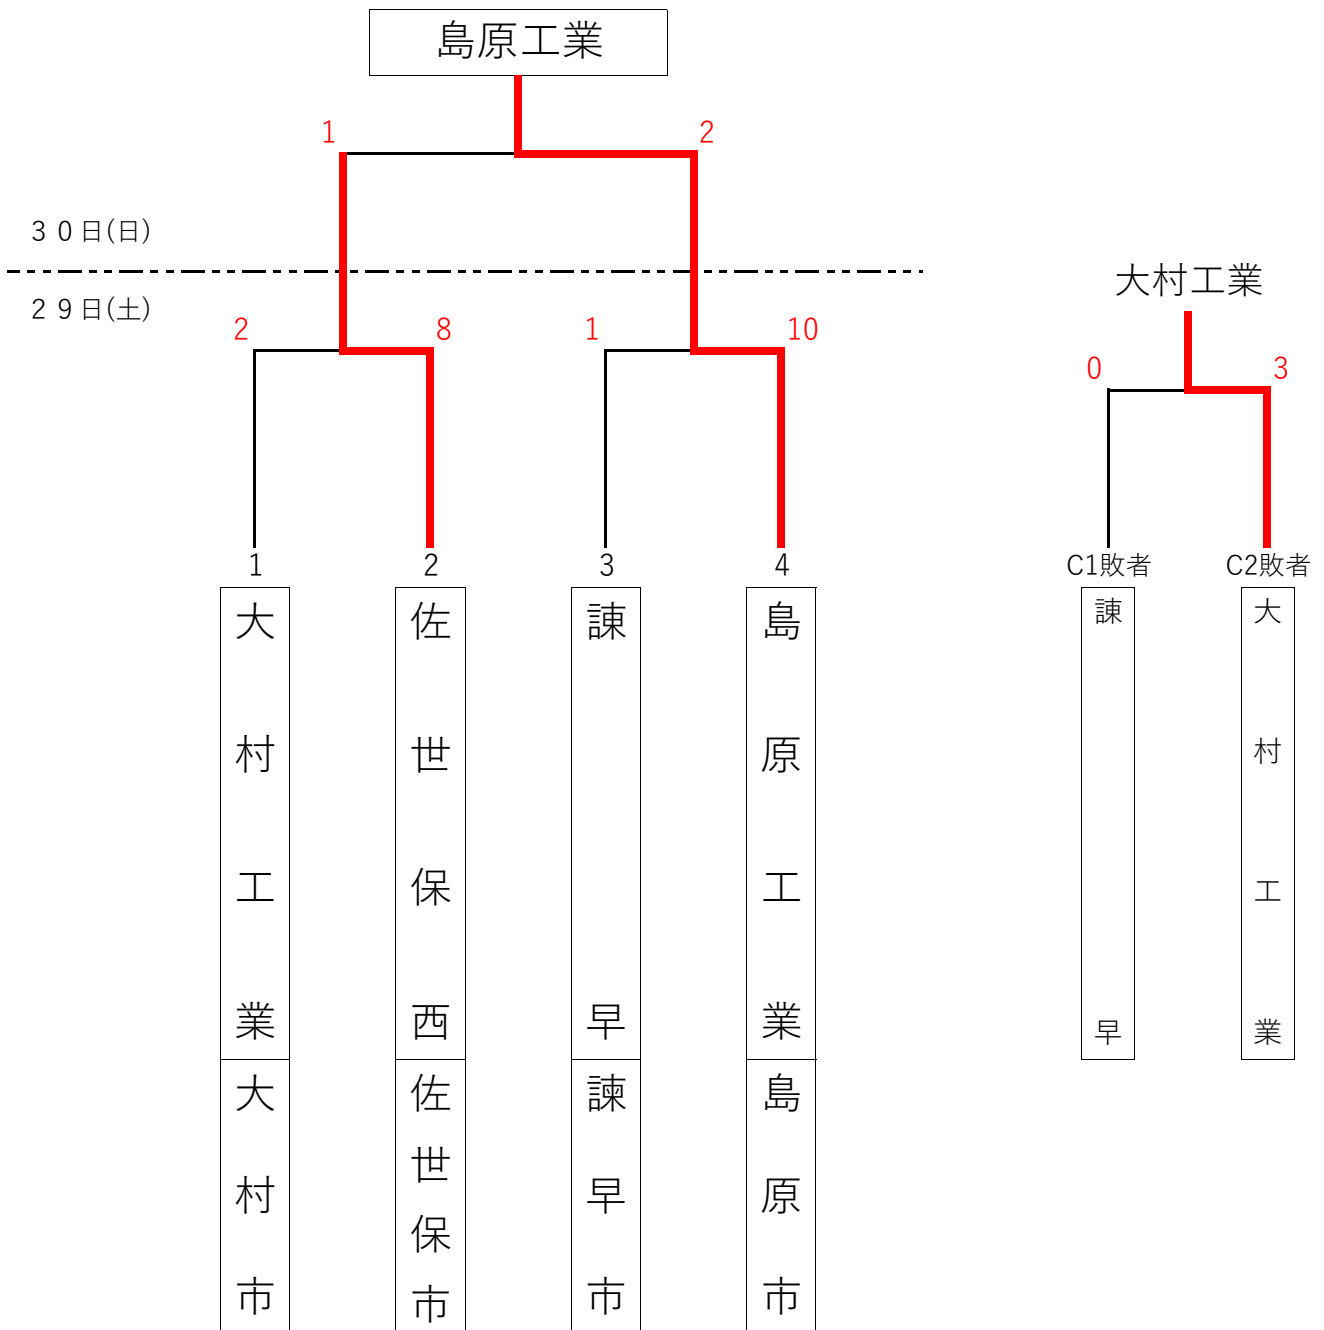 島原工業
1
2
３０日(日)
２９日(土)
大村工業
2
8
1
10
0
3
1
2
3
4
C1敗者
C2敗者
大村工業
佐世保西
諫早
島原工業
諫早
大村工業
大村市
佐世保市
諫早市
島原市